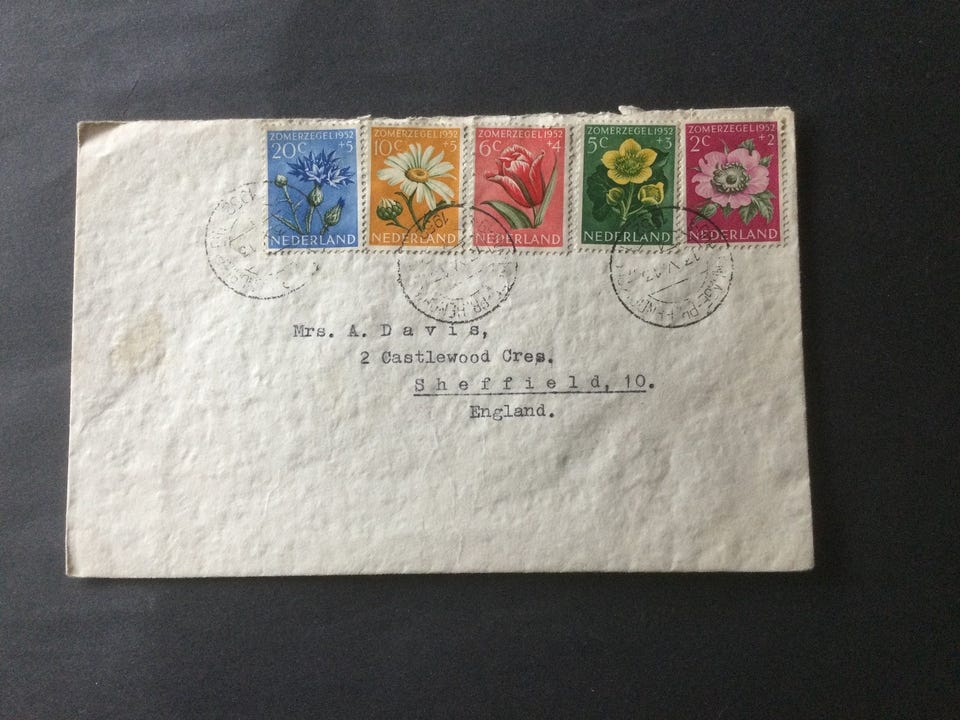 ZOMERZEGEL 1952
20C +5
NEDERLAND
ZOMERZEGEL 1952
10C +5
NEDERLAND
ZOMERZEGEL 1952
6C +4
NEDERLAND
ZOMERZEGEL 1952
5C +3
NEDERLAND
ZOMERZEGEL 1952
2C +2
NEDERLAND
Mrs. A. Davis,
2 Castlewood Cres.
Sheffield, 10.
England.